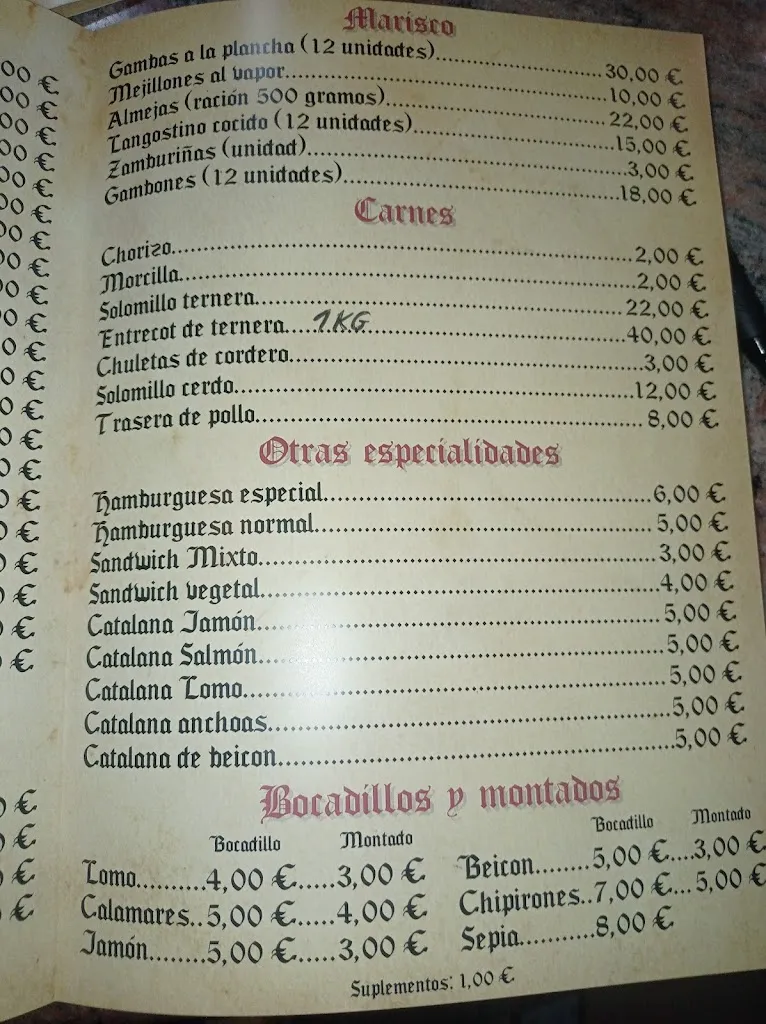 Marisco
Gambas a la plancha (12 unidades)........................30,00 €
Mejillones al vapor........................10,00 €
Almejas (ración 500 gramos)........................22,00 €
Langostino cocido (12 unidades)........................15,00 €
Zamburiñas (unidad)........................3,00 €
Gambones (12 unidades)........................18,00 €
Carnes
Chorizo........................2,00 €
Morcilla........................2,00 €
Solomillo ternera........................22,00 €
Entrecot de ternera....1 KG....................40,00 €
Chuletas de cordero........................3,00 €
Solomillo cerdo........................12,00 €
Trasera de pollo........................8,00 €
Otras especialidades
Hamburguesa especial........................6,00 €
Hamburguesa normal........................5,00 €
Sandwich Mixto........................3,00 €
Sandwich vegetal........................4,00 €
Catalana Jamón........................5,00 €
Catalana Salmón........................5,00 €
Catalana Lomo........................5,00 €
Catalana anchoas........................5,00 €
Catalana de beicon........................5,00 €
Bocadillos y montados
Bocadillo Montado
Lomo.........4,00 €.....3,00 €
Calamares..5,00 €.....4,00 €
Jamón.......5,00 €.....3,00 €
Bocadillo Montado
Beicon.......5,00 €....3,00 €
Chipirones..7,00 €...5,00 €
Sepia..........8,00 €
Suplementos: 1,00 €